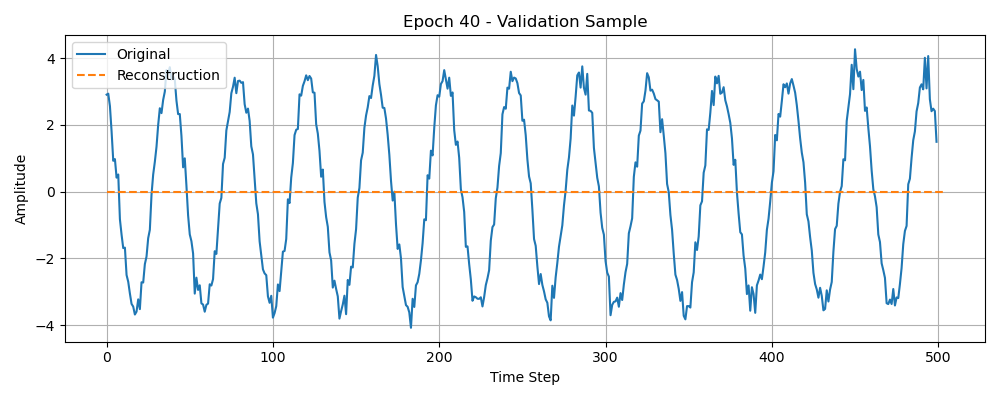 Epoch 40 - Validation Sample
Original
Reconstruction
4
2
0
−2
−4
Amplitude
0 100 200 300 400 500
Time Step